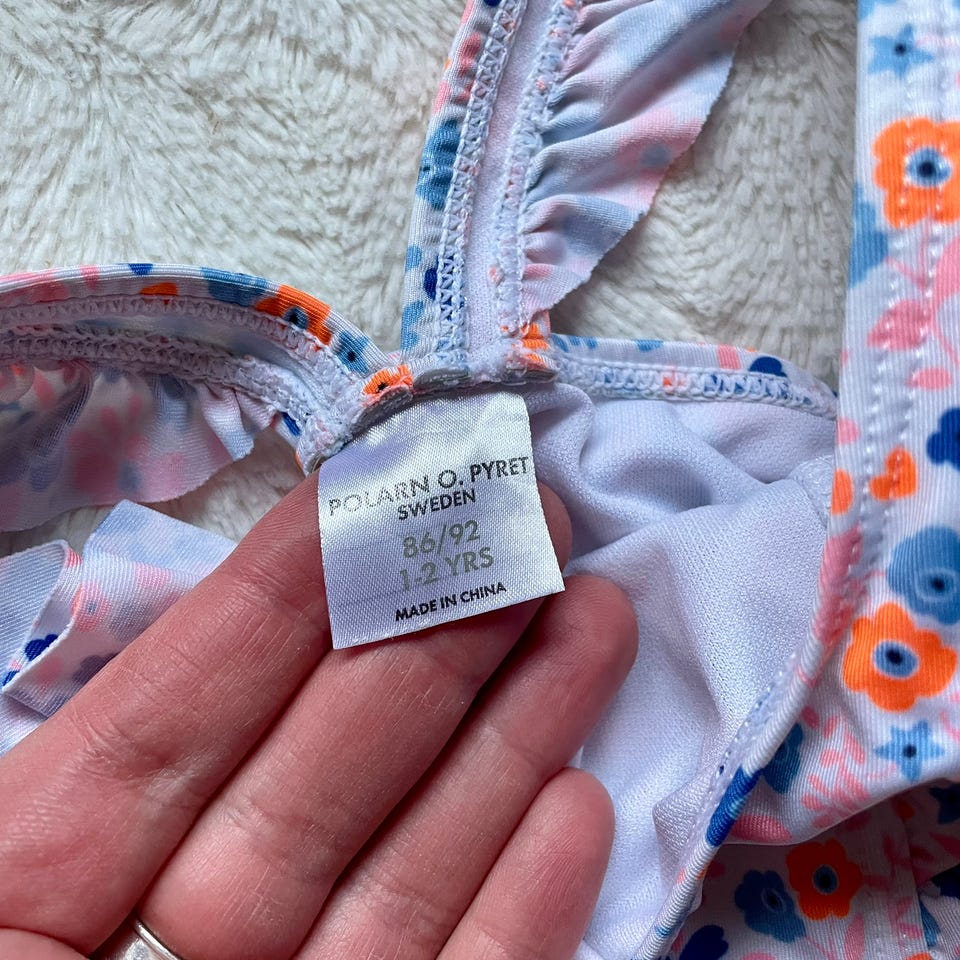 POLARN O. PYRET
SWEDEN
86/92
1-2 YRS
MADE IN CHINA